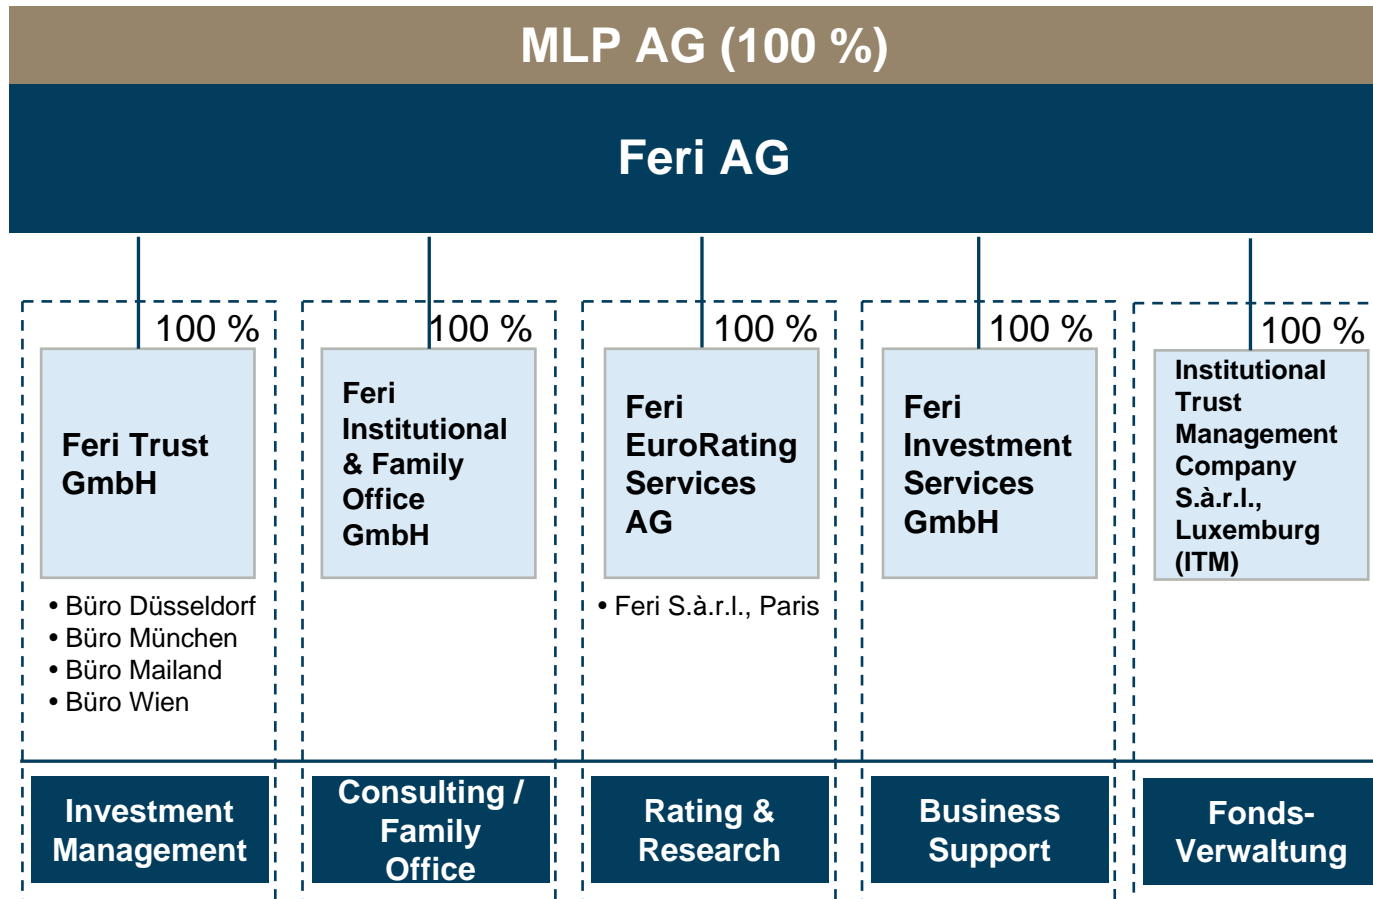 MLP AG (100 %)
Feri AG
100 %
Feri Trust
GmbH
• Büro Düsseldorf
• Büro München
• Büro Mailand
• Büro Wien
Investment
Management
100 %
Feri
Institutional
& Family
Office
GmbH
Consulting /
Family
Office
100 %
Feri
EuroRating
Services
AG
• Feri S.à.r.l., Paris
Rating &
Research
100 %
Feri
Investment
Services
GmbH
Business
Support
100 %
Institutional
Trust
Management
Company
S.à.r.l.,
Luxemburg
(ITM)
Fonds-
Verwaltung